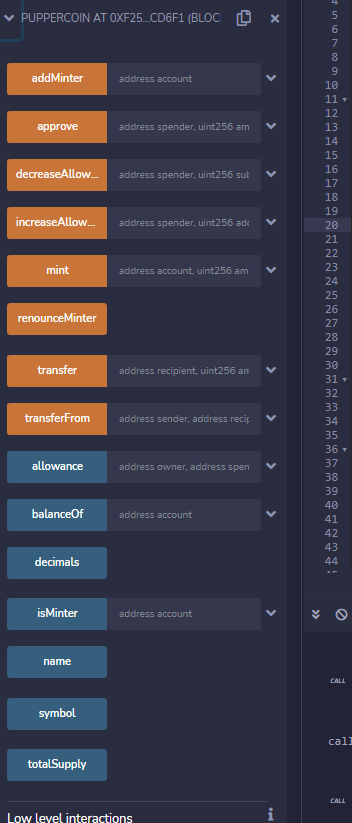 PUPPERCOIN AT 0XF25...CD6F1 (BLOC
addMinter address account
approve address spender, uint256 am
decreaseAllow... address spender, uint256 sub
increaseAllow... address spender, uint256 add
mint address account, uint256 am
renounceMinter
transfer address recipient, uint256 am
transferFrom address sender, address recip
allowance address owner, address spen
balanceOf address account
decimals
isMinter address account
name
symbol
totalSupply
Low level interactions
4
5
6
7
8
9
10
11
12
13
14
15
16
17
18
19
20
21
22
23
24
25
26
27
28
29
30
31
32
33
34
35
36
37
38
39
40
41
42
43
44
45
CALL
call
CALL